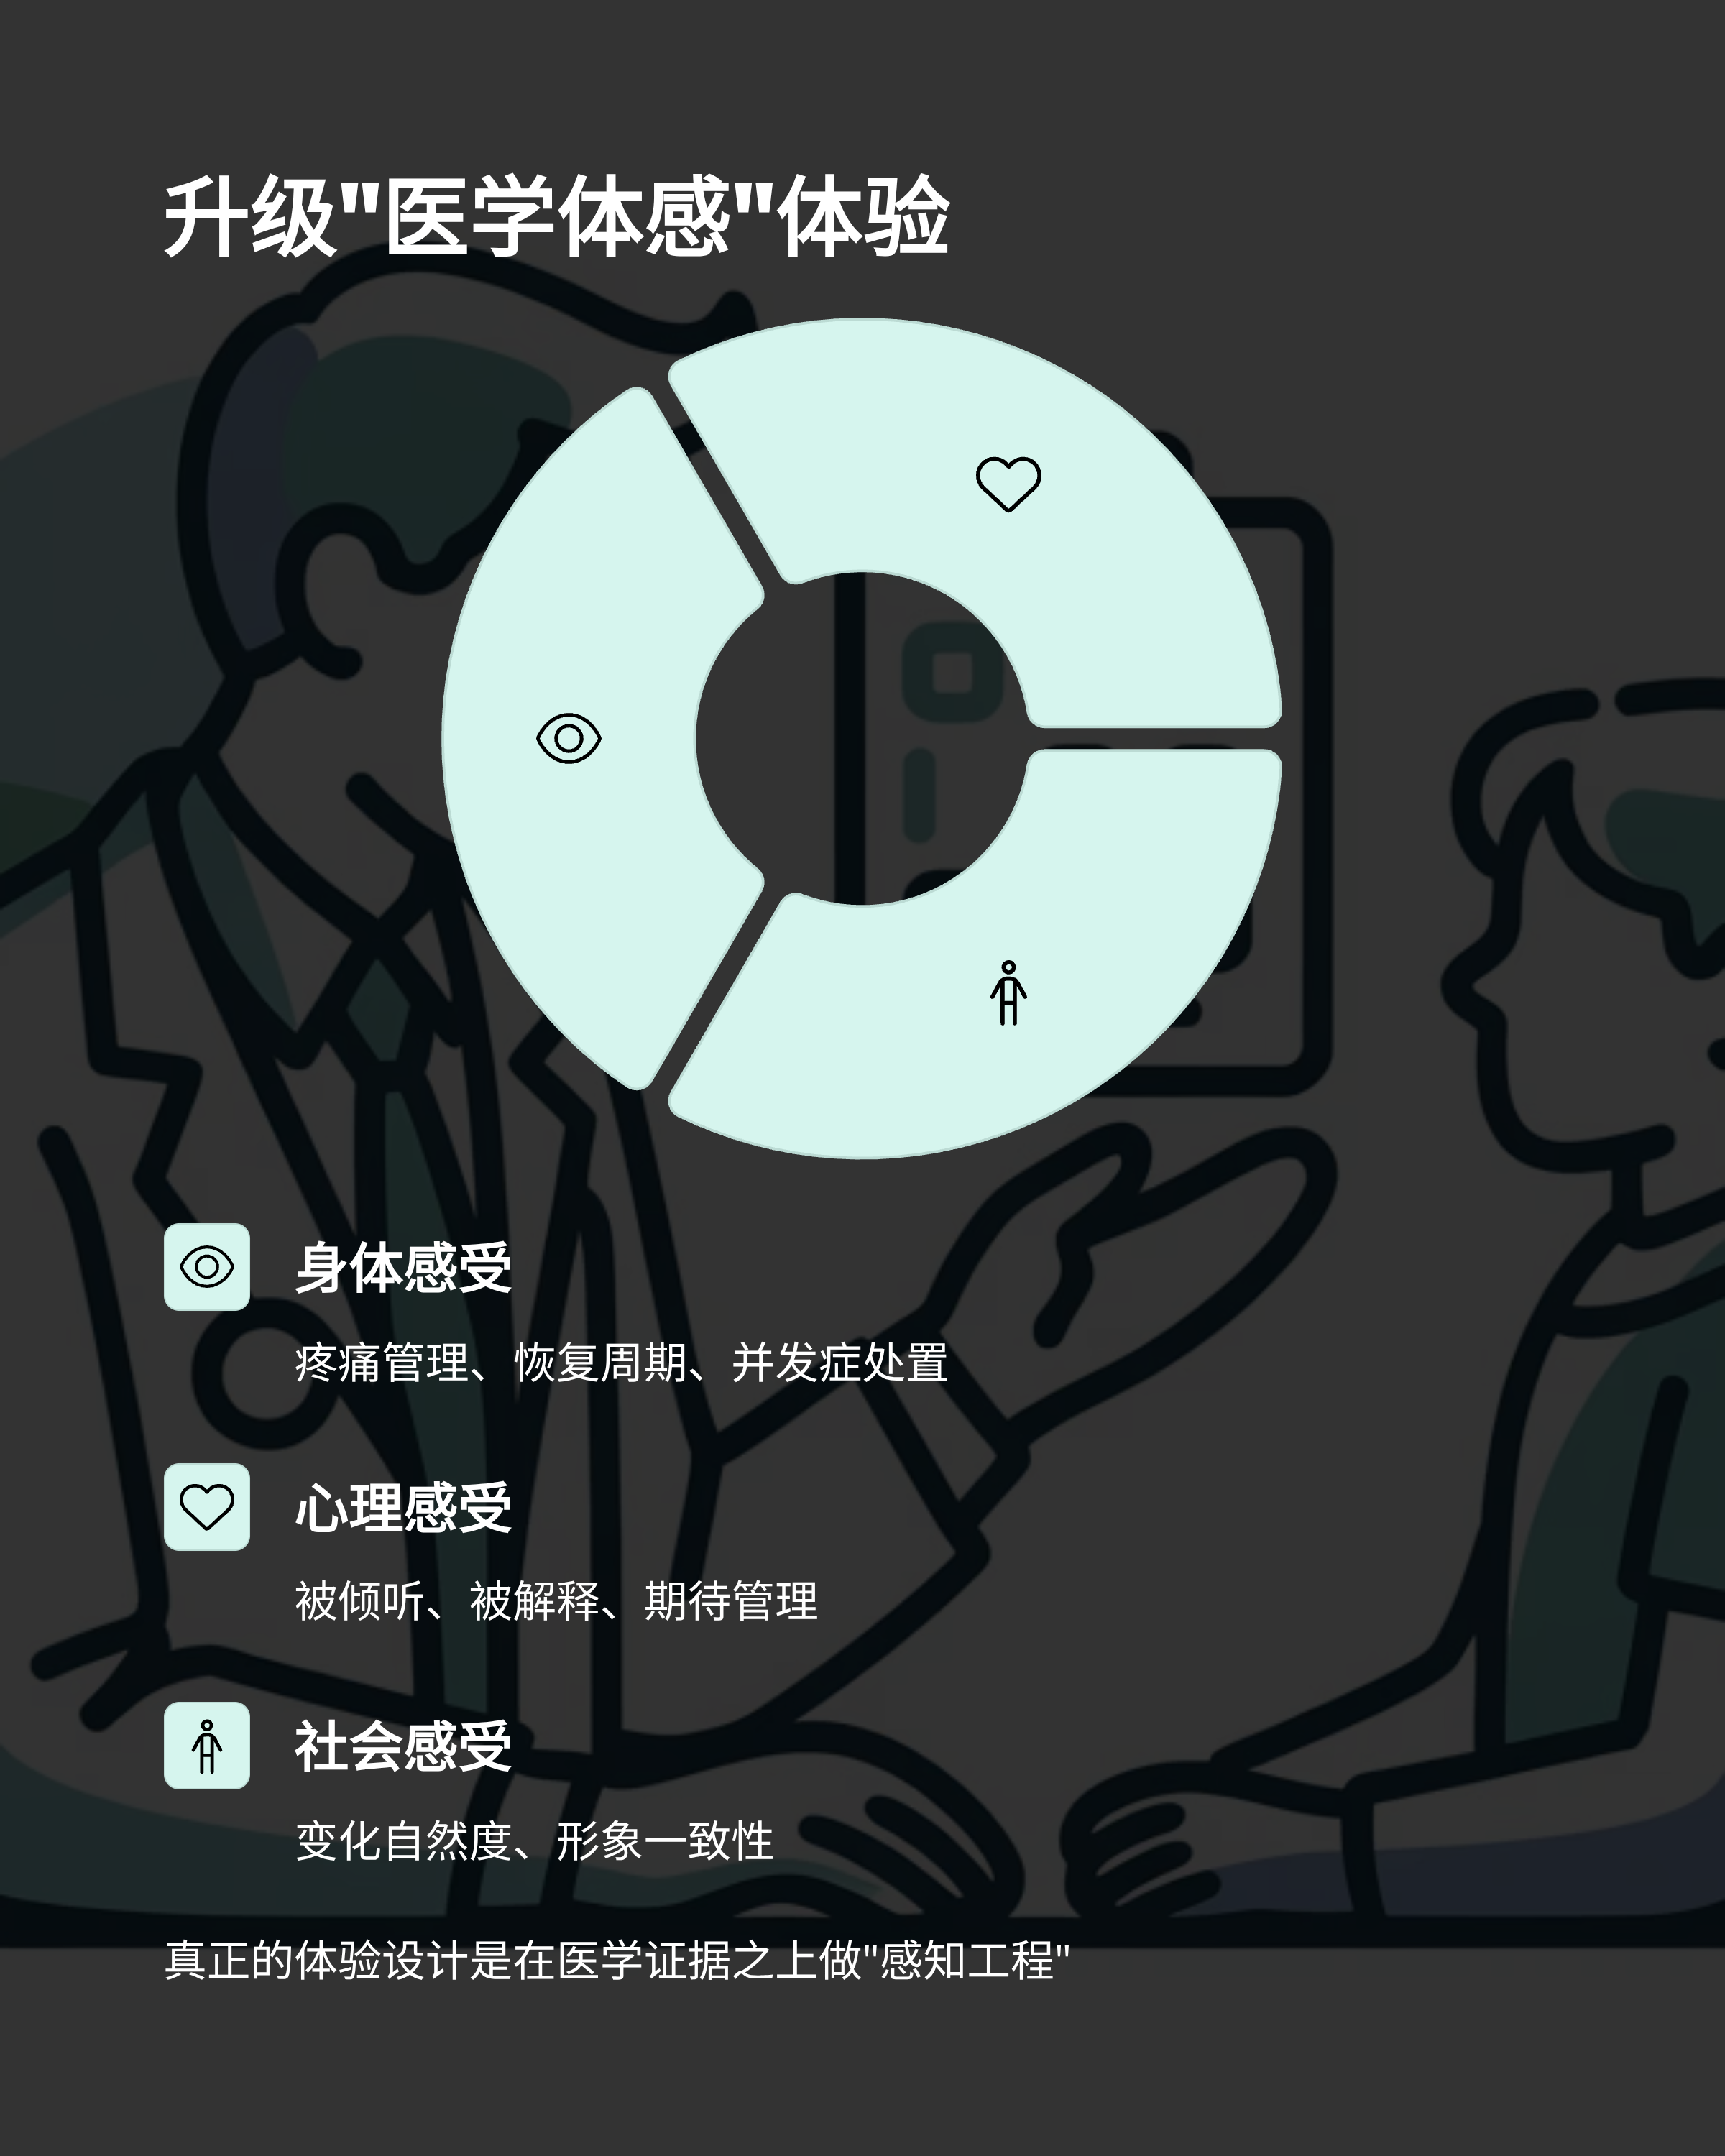 升级"医学体感"体验
身体感受
疼痛管理、恢复周期、并发症处置
心理感受
被倾听、被解释、期待管理
社会感受
变化自然度、形象一致性
真正的体验设计是在医学证据之上做"感知工程"